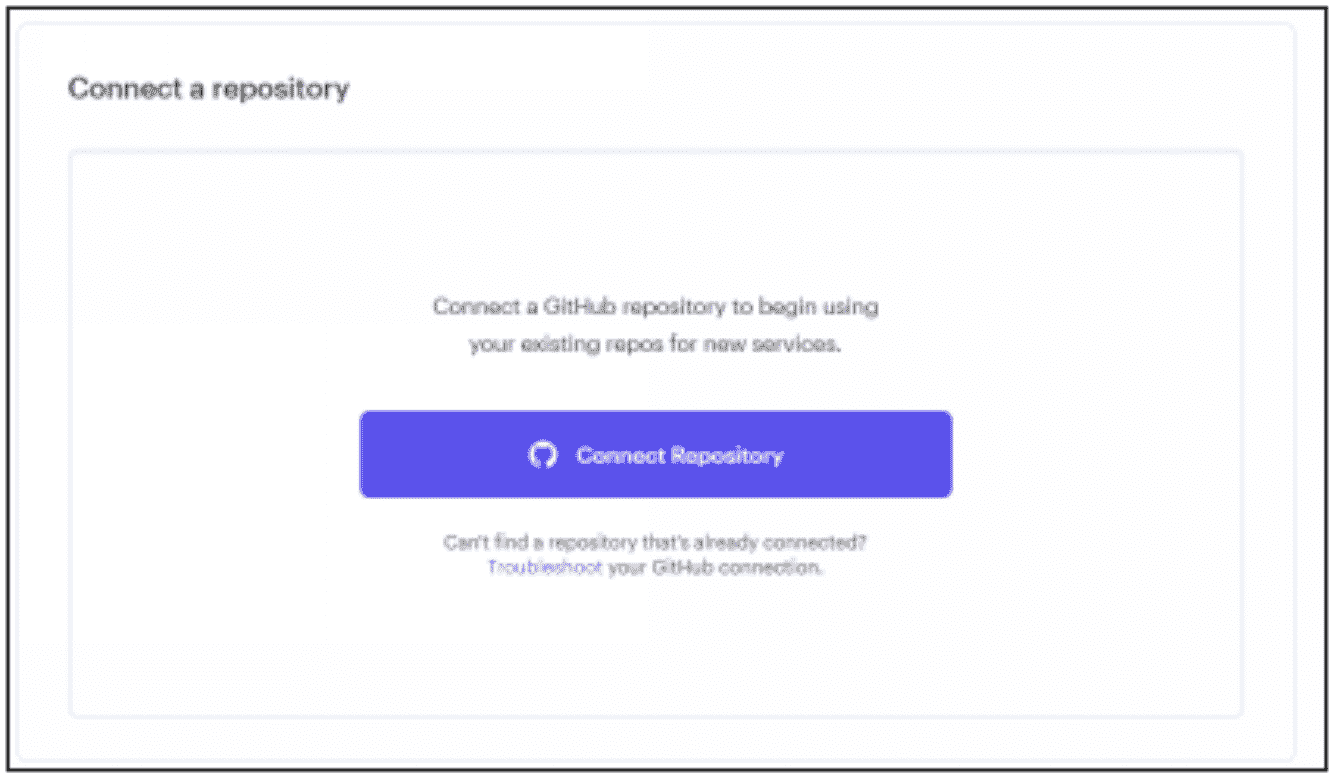 Connect a repository
Connect a GitHub repository to begin using
your existing repos for new services.
Connect Repository
Can't find a repository that's already connected?
Troubleshoot your GitHub connection.